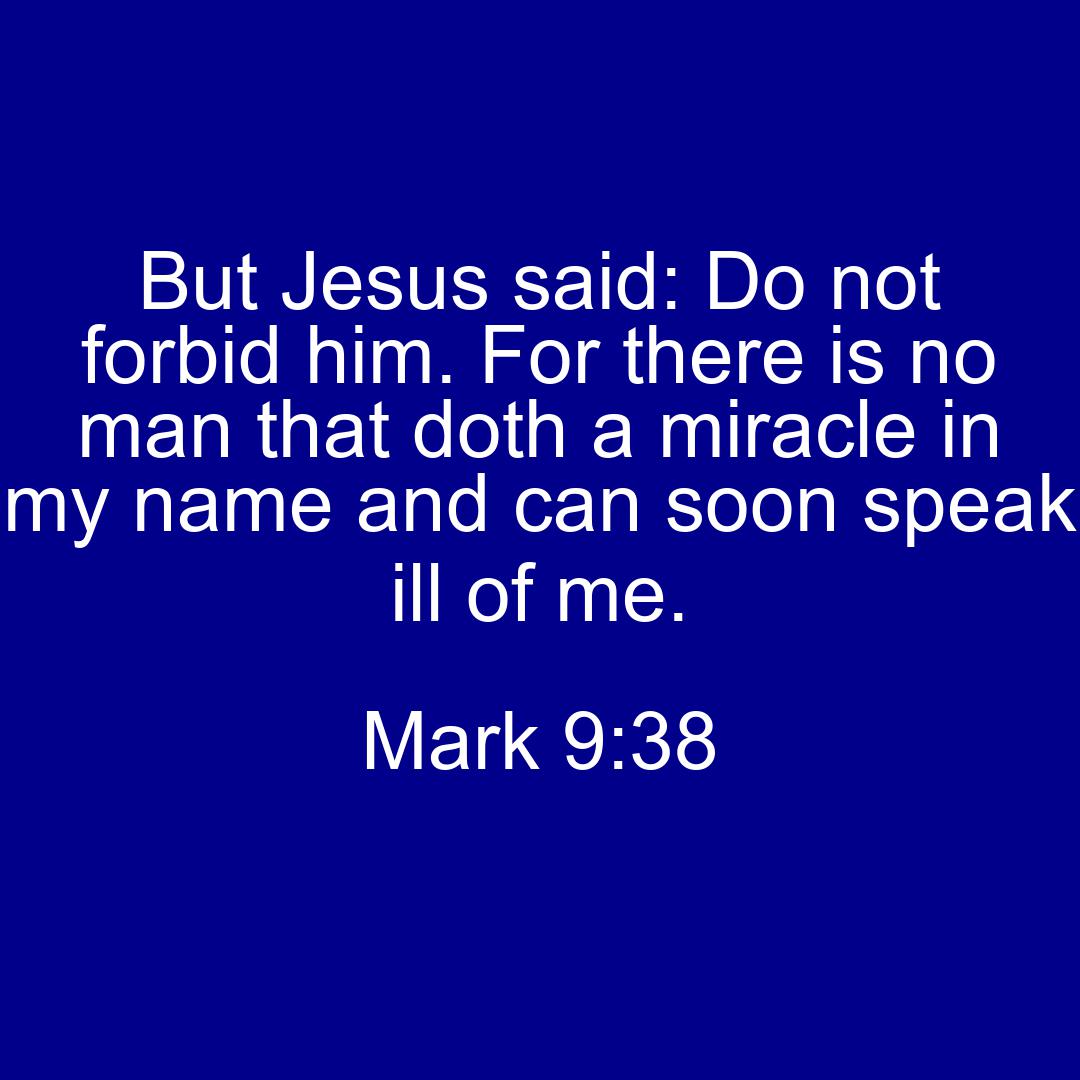 But Jesus said: Do not
forbid him. For there is no
man that doth a miracle in
my name and can soon speak
ill of me.
Mark 9:38